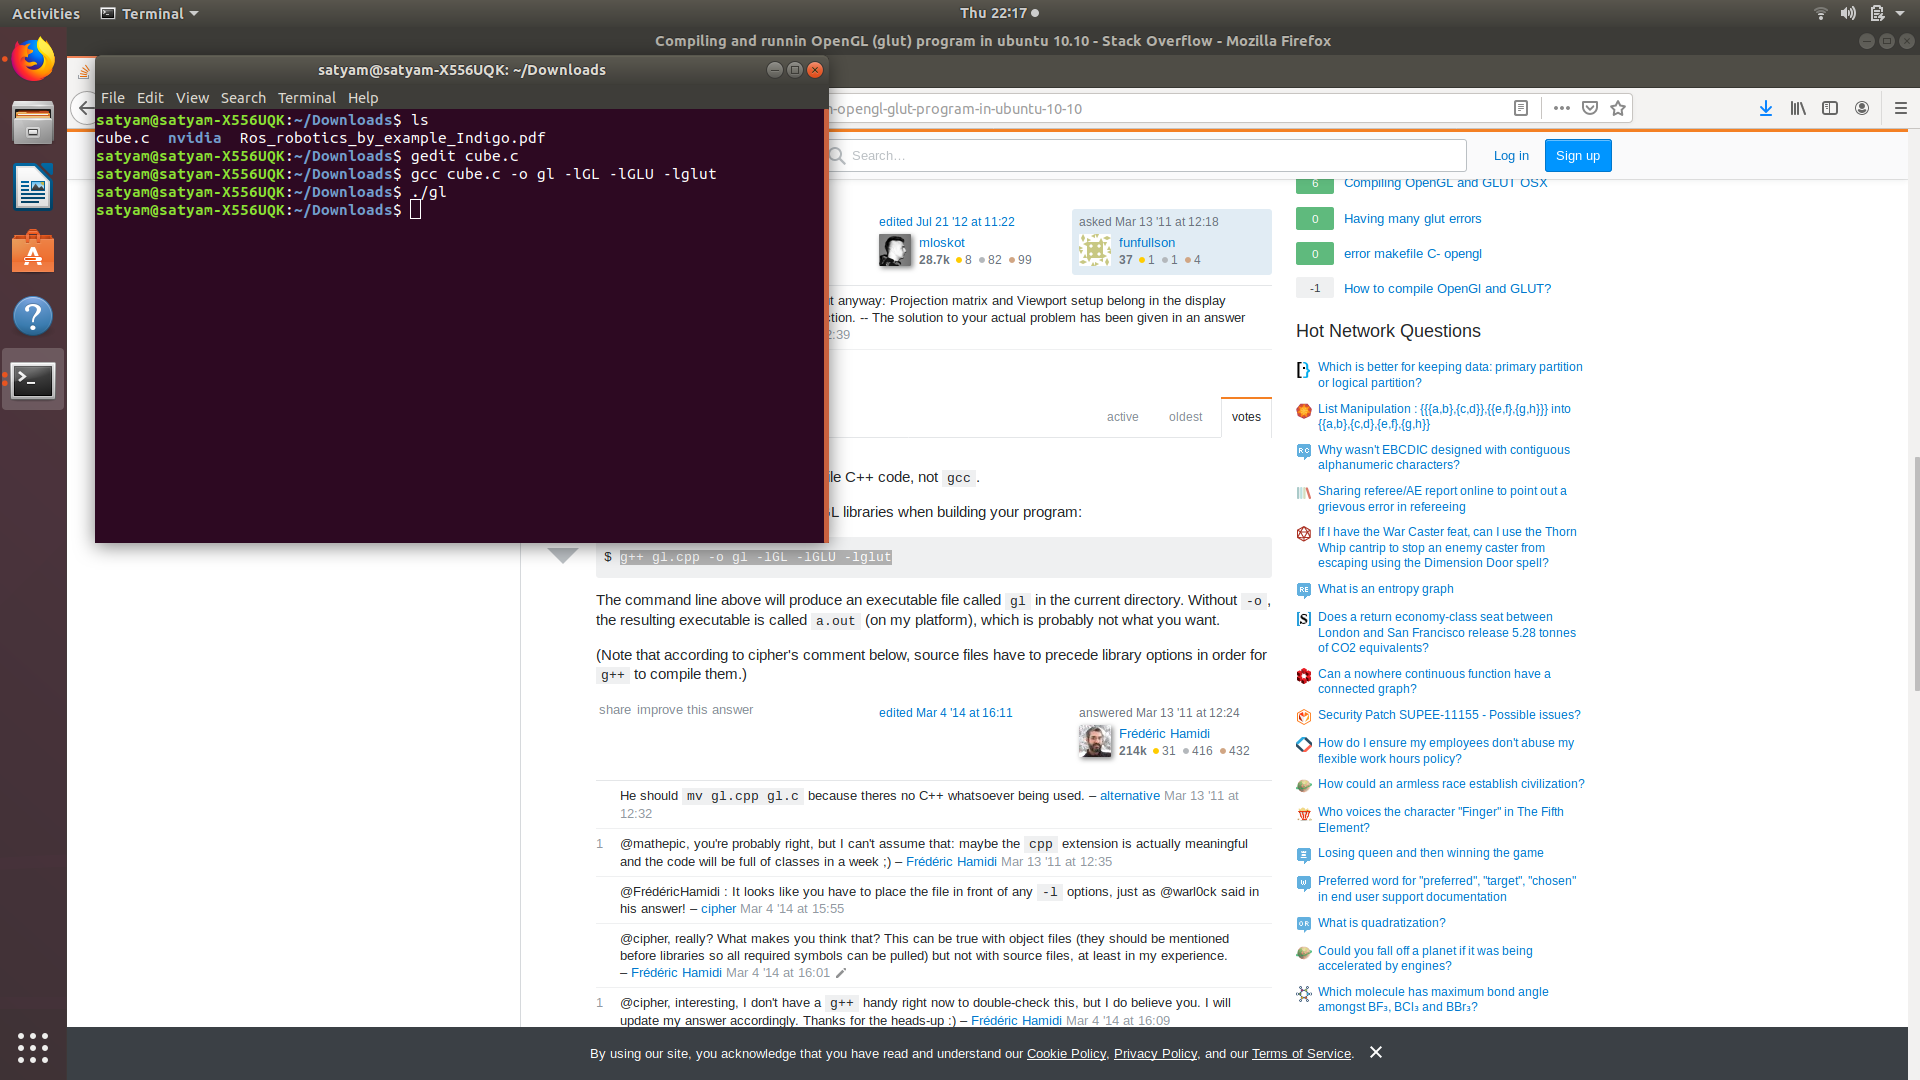 Activities
Terminal
Thu 22:17
Compiling and runnin OpenGL (glut) program in ubuntu 10.10 - Stack Overflow - Mozilla Firefox
satyam@satyam-X556UQK: ~/Downloads
File Edit View Search Terminal Help
satyam@satyam-X556UQK:~/Downloads$ ls
cube.c nvidia Ros_robotics_by_example_Indigo.pdf
satyam@satyam-X556UQK:~/Downloads$ gedit cube.c
satyam@satyam-X556UQK:~/Downloads$ gcc cube.c -o gl -lGL -lGLU -lglut
satyam@satyam-X556UQK:~/Downloads$ ./gl
satyam@satyam-X556UQK:~/Downloads$
-opengl-glut-program-in-ubuntu-10-10
Search…
Log in
Sign up
edited Jul 21 '12 at 11:22
mloskot
28.7k 8 82 99
asked Mar 13 '11 at 12:18
funfullson
37 1 1 4
anyway: Projection matrix and Viewport setup belong in the display
-- The solution to your actual problem has been given in an answer
active oldest votes
C++ code, not gcc.
libraries when building your program:
$ g++ gl.cpp -o gl -lGL -lGLU -lglut
The command line above will produce an executable file called gl in the current directory. Without -o,
the resulting executable is called a.out (on my platform), which is probably not what you want.
(Note that according to cipher's comment below, source files have to precede library options in order for
g++ to compile them.)
share improve this answer
edited Mar 4 '14 at 16:11
answered Mar 13 '11 at 12:24
Frédéric Hamidi
214k 31 416 432
He should mv gl.cpp gl.c because theres no C++ whatsoever being used. – alternative Mar 13 '11 at
12:32
1 @mathepic, you're probably right, but I can't assume that: maybe the cpp extension is actually meaningful
and the code will be full of classes in a week ;) – Frédéric Hamidi Mar 13 '11 at 12:35
@FrédéricHamidi : It looks like you have to place the file in front of any -l options, just as @warl0ck said in
his answer! – cipher Mar 4 '14 at 15:55
@cipher, really? What makes you think that? This can be true with object files (they should be mentioned
before libraries so all required symbols can be pulled) but not with source files, at least in my experience.
– Frédéric Hamidi Mar 4 '14 at 16:01
1 @cipher, interesting, I don't have a g++ handy right now to double-check this, but I do believe you. I will
update my answer accordingly. Thanks for the heads-up :) – Frédéric Hamidi Mar 4 '14 at 16:09
6 Compiling OpenGL and GLUT OSX
0 Having many glut errors
0 error makefile C- opengl
-1 How to compile OpenGl and GLUT?
Hot Network Questions
Which is better for keeping data: primary partition
or logical partition?
List Manipulation : {{{a,b},{c,d}},{{e,f},{g,h}}} into
{{a,b},{c,d},{e,f},{g,h}}
Why wasn't EBCDIC designed with contiguous
alphanumeric characters?
Sharing referee/AE report online to point out a
grievous error in refereeing
If I have the War Caster feat, can I use the Thorn
Whip cantrip to stop an enemy caster from
escaping using the Dimension Door spell?
What is an entropy graph
Does a return economy-class seat between
London and San Francisco release 5.28 tonnes
of CO2 equivalents?
Can a nowhere continuous function have a
connected graph?
Security Patch SUPEE-11155 - Possible issues?
How do I ensure my employees don't abuse my
flexible work hours policy?
How could an armless race establish civilization?
Who voices the character "Finger" in The Fifth
Element?
Losing queen and then winning the game
Preferred word for "preferred", "target", "chosen"
in end user support documentation
What is quadratization?
Could you fall off a planet if it was being
accelerated by engines?
Which molecule has maximum bond angle
amongst BF₃, BCl₃ and BBr₃?
By using our site, you acknowledge that you have read and understand our Cookie Policy, Privacy Policy, and our Terms of Service.